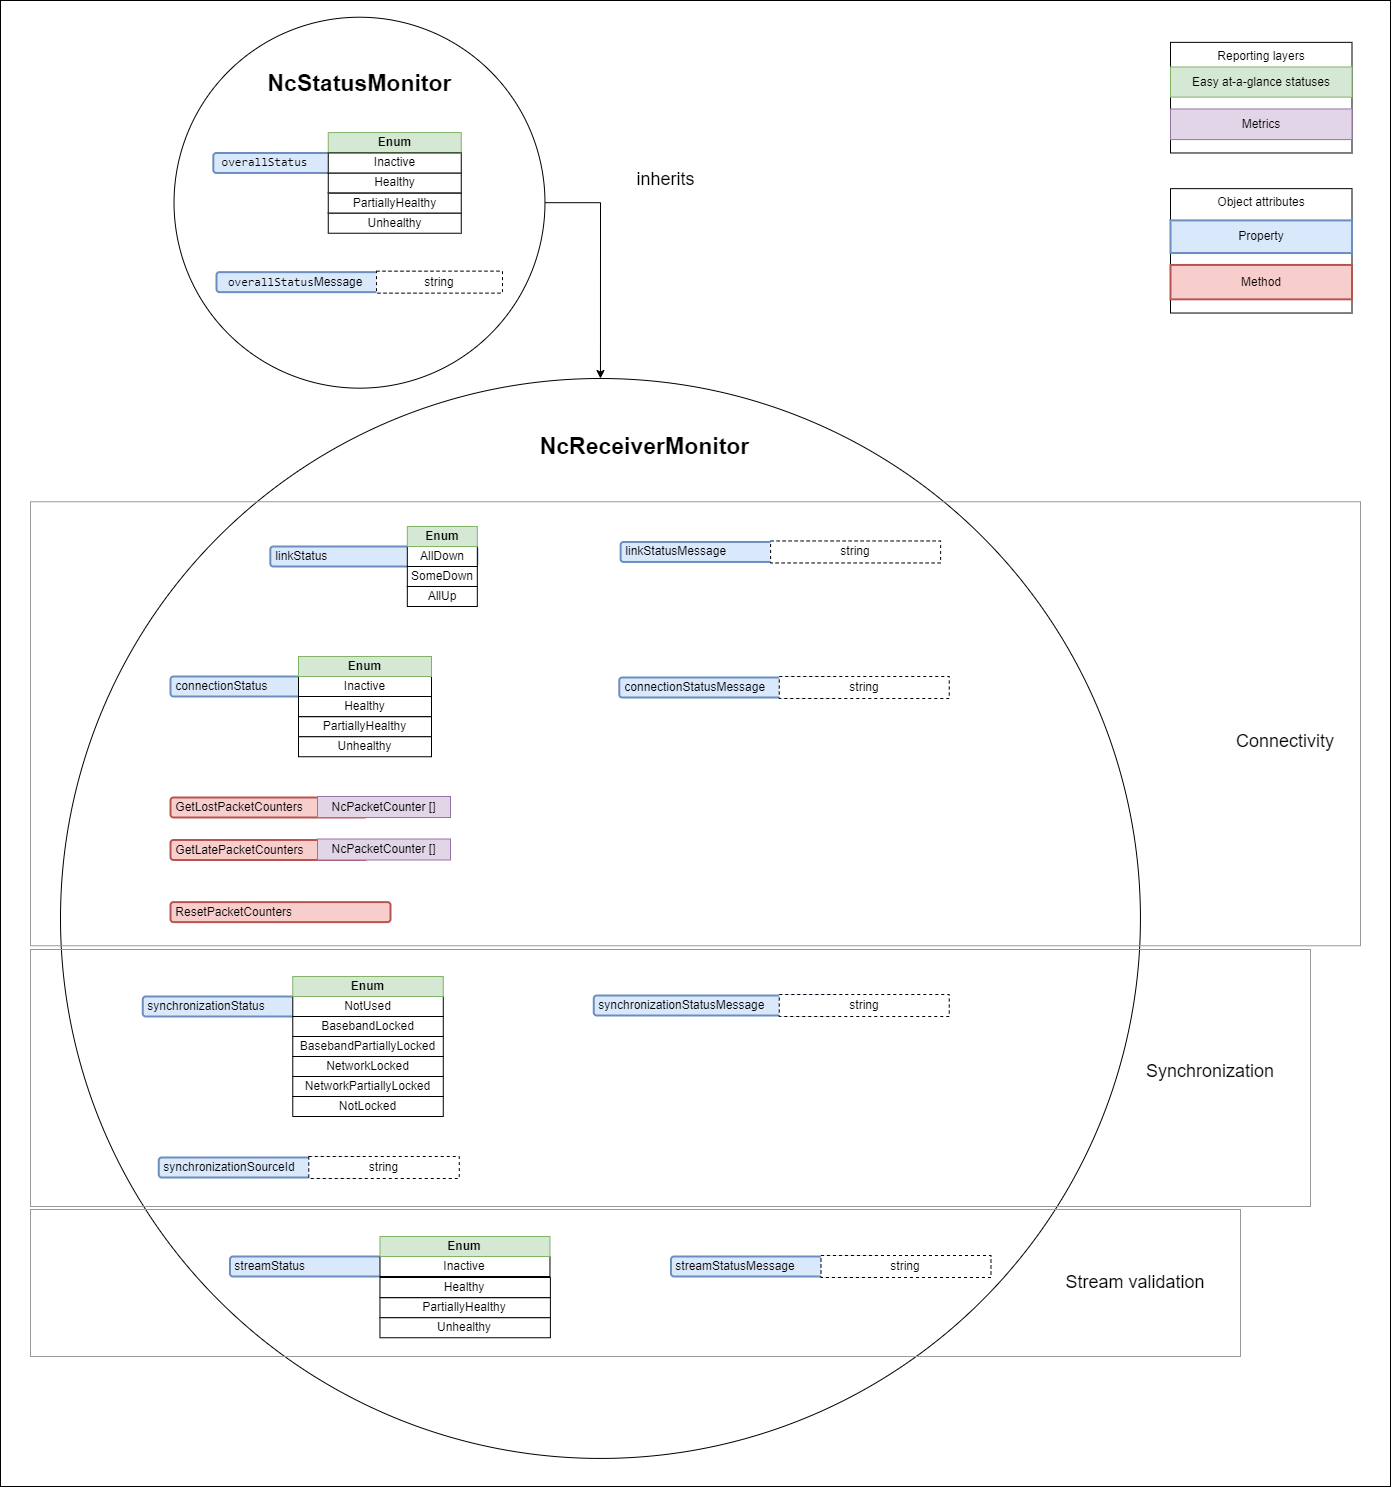 NcStatusMonitor
Enum
overallStatus
Inactive
Healthy
PartiallyHealthy
Unhealthy
overallStatusMessage
string
inherits
Reporting layers
Easy at-a-glance statuses
Metrics
Object attributes
Property
Method
NcReceiverMonitor
Enum
linkStatus
AllDown
SomeDown
AllUp
linkStatusMessage
string
Enum
connectionStatus
Inactive
Healthy
PartiallyHealthy
Unhealthy
connectionStatusMessage
string
Connectivity
GetLostPacketCounters
NcPacketCounter []
GetLatePacketCounters
NcPacketCounter []
ResetPacketCounters
Enum
synchronizationStatus
NotUsed
BasebandLocked
BasebandPartiallyLocked
NetworkLocked
NetworkPartiallyLocked
NotLocked
synchronizationStatusMessage
string
Synchronization
synchronizationSourceId
string
Enum
streamStatus
Inactive
Healthy
PartiallyHealthy
Unhealthy
streamStatusMessage
string
Stream validation